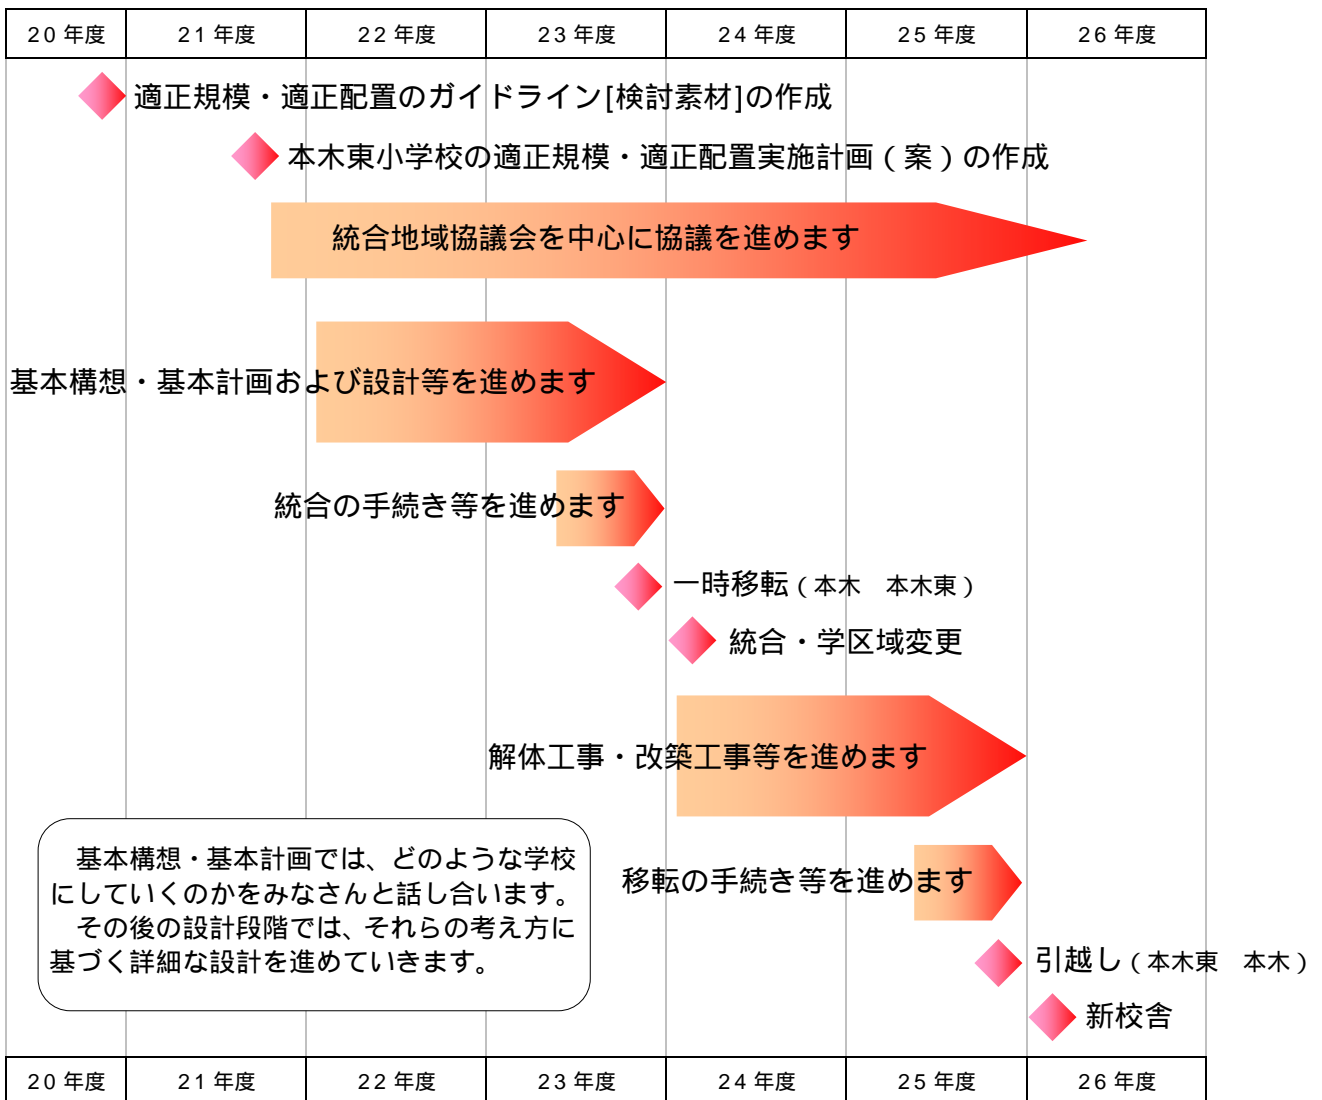 20年度 21年度 22年度 23年度 24年度 25年度 26年度
適正規模・適正配置のガイドライン[検討素材]の作成
本木東小学校の適正規模・適正配置実施計画(案)の作成
統合地域協議会を中心に協議を進めます
基本構想・基本計画および設計等を進めます
統合の手続き等を進めます
一時移転(本木　本木東)
統合・学区域変更
解体工事・改築工事等を進めます
基本構想・基本計画では、どのような学校
にしていくのかをみなさんと話し合います。
その後の設計段階では、それらの考え方に
基づく詳細な設計を進めていきます。
移転の手続き等を進めます
引越し(本木東　本木)
新校舎
20年度 21年度 22年度 23年度 24年度 25年度 26年度